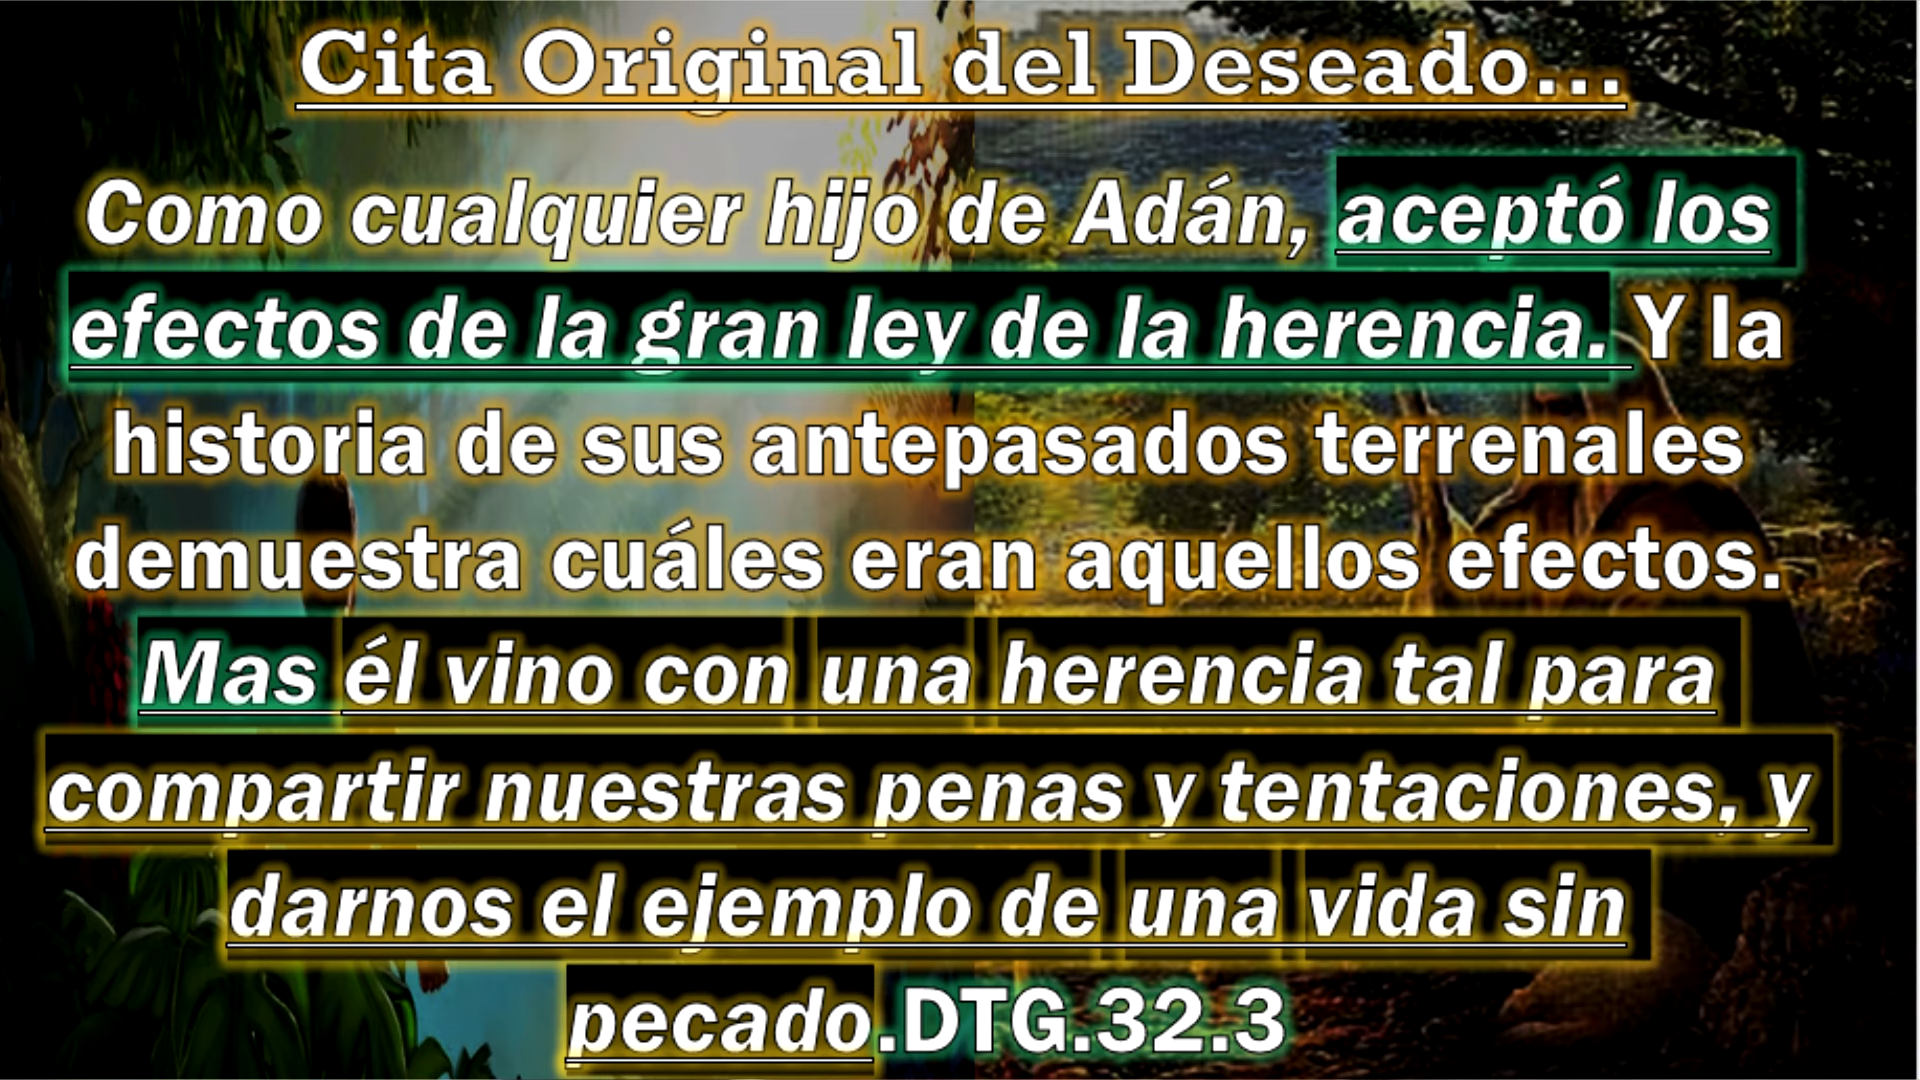 Cita Original del Deseado...
Como cualquier hijo de Adán, aceptó los
efectos de la gran ley de la herencia. Y la
historia de sus antepasados terrenales
demuestra cuáles eran aquellos efectos.
Mas él vino con una herencia tal para
compartir nuestras penas y tentaciones, y
darnos el ejemplo de una vida sin
pecado.DTG.32.3